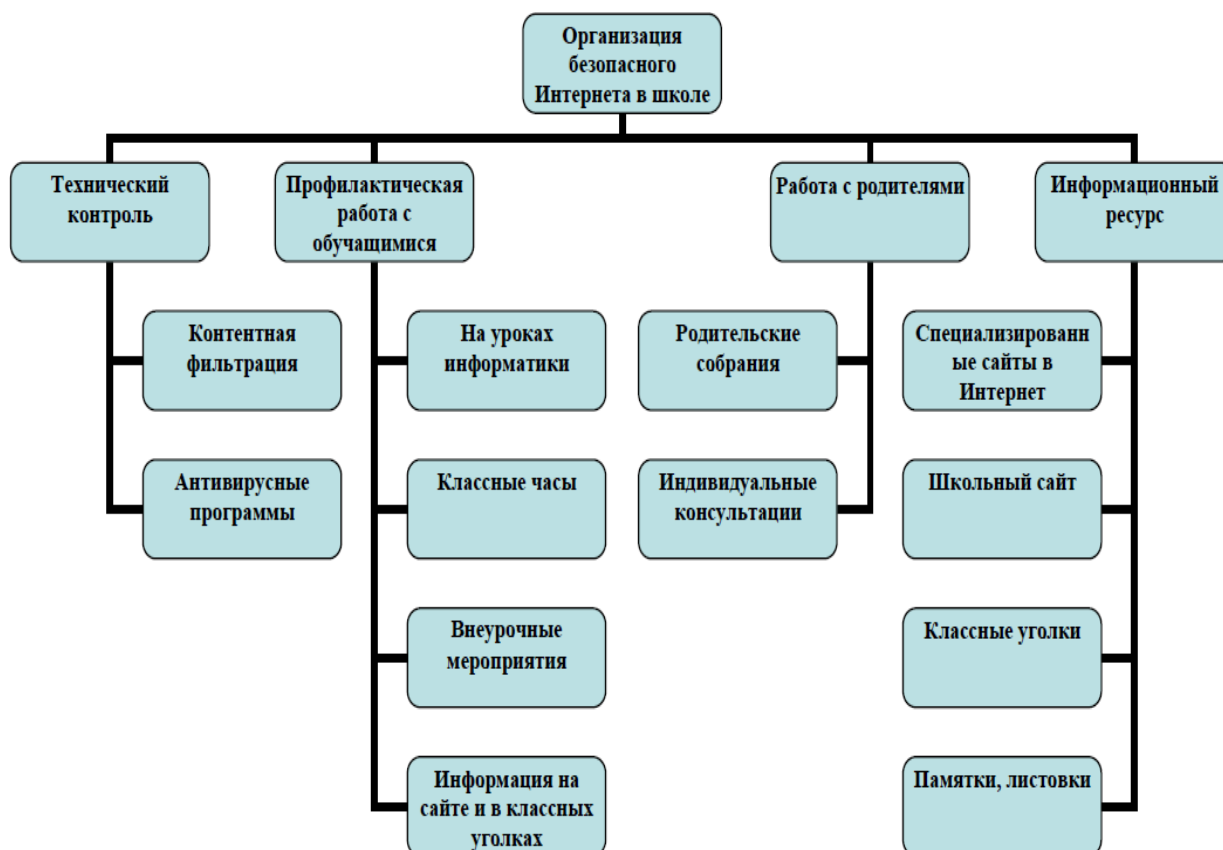 Организация
безопасного
Интернета в школе
Технический
контроль
Профилактическая
работа с
обучащимися
Работа с родителями
Информационный
ресурс
Контентная
фильтрация
На уроках
информатики
Родительские
собрания
Специализированн
ые сайты в
Интернет
Антивирусные
программы
Классные часы
Индивидуальные
консультации
Школьный сайт
Внеурочные
мероприятия
Классные уголки
Информация на
сайте и в классных
уголках
Памятки, листовки